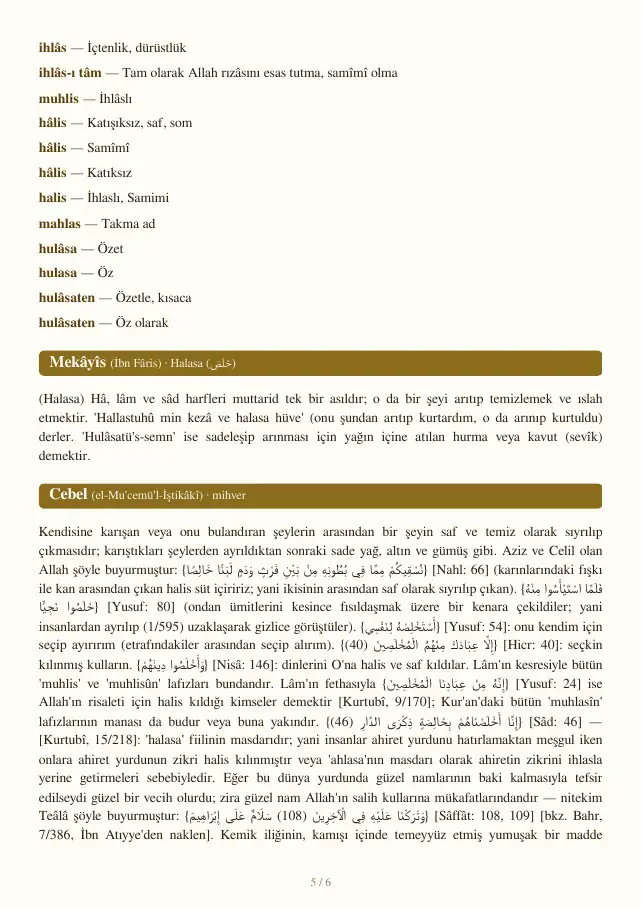 ihlâs — İçtenlik, dürüstlük
ihlâs-ı tâm — Tam olarak Allah rızâsını esas tutma, samîmî olma
muhlis — İhlâslı
hâlis — Katışıksız, saf, som
hâlis — Samîmî
hâlis — Katıksız
halis — İhlaslı, Samimi
mahlas — Takma ad
hulâsa — Özet
hulasa — Öz
hulâsaten — Özetle, kısaca
hulâsaten — Öz olarak
Mekâyîs (İbn Fâris) · Halasa (خَلَصَ)
(Halasa) Hâ, lâm ve sâd harfleri muttarid tek bir asıldır; o da bir şeyi arıtıp temizlemek ve ıslah
etmektir. 'Hallastuhû min kezâ ve halasa hüve' (onu şundan arıtıp kurtardım, o da arınıp kurtuldu)
derler. 'Hulâsatü's-semn' ise sadeleşip arınması için yağın içine atılan hurma veya kavut (sevîk)
demektir.
Cebel (el-Mu'cemü'l-İştikâkî) · mihver
Kendisine karışan veya onu bulandıran şeylerin arasından bir şeyin saf ve temiz olarak sıyrılıp
çıkmasıdır; karıştıkları şeylerden ayrıldıktan sonraki sade yağ, altın ve gümüş gibi. Aziz ve Celil olan
Allah şöyle buyurmuştur: {نُسْقِيكُمْ مِمَّا فِي بُطُونِهِ مِنْ بَيْنِ فَرْثٍ وَدَمٍ لَبَنًا خَالِصًا} [Nahl: 66] (karınlarındaki fışkı
ile kan arasından çıkan halis süt içiririz; yani ikisinin arasından saf olarak sıyrılıp çıkan). {فَلَمَّا اسْتَيْأَسُوا مِنْهُ
خَلَصُوا نَجِيًّا} [Yusuf: 80] (ondan ümitlerini kesince fısıldaşmak üzere bir kenara çekildiler; yani
insanlardan ayrılıp (1/595) uzaklaşarak gizlice görüştüler). {أَسْتَخْلِصْهُ لِنَفْسِي} [Yusuf: 54]: onu kendim için
seçip ayırırım (etrafındakiler arasından seçip alırım). {إِلَّا عِبَادَكَ مِنْهُمُ الْمُخْلَصِينَ (40)} [Hicr: 40]: seçkin
kılınmış kulların. {وَأَخْلَصُوا دِينَهُمْ} [Nisâ: 146]: dinlerini O'na halis ve saf kıldılar. Lâm'ın kesresiyle bütün
'muhlis' ve 'muhlisûn' lafızları bundandır. Lâm'ın fethasıyla {إِنَّهُ مِنْ عِبَادِنَا الْمُخْلَصِينَ} [Yusuf: 24] ise
Allah'ın risaleti için halis kıldığı kimseler demektir [Kurtubî, 9/170]; Kur'an'daki bütün 'muhlasîn'
lafızlarının manası da budur veya buna yakındır. {إِنَّا أَخْلَصْنَاهُمْ بِخَالِصَةٍ ذِكْرَى الدَّارِ (46)} [Sâd: 46] —
[Kurtubî, 15/218]: 'halasa' fiilinin masdarıdır; yani insanlar ahiret yurdunu hatırlamaktan meşgul iken
onlara ahiret yurdunun zikri halis kılınmıştır veya 'ahlasa'nın masdarı olarak ahiretin zikrini ihlasla
yerine getirmeleri sebebiyledir. Eğer bu dünya yurdunda güzel namlarının baki kalmasıyla tefsir
edilseydi güzel bir vecih olurdu; zira güzel nam Allah'ın salih kullarına mükafatlarındandır — nitekim
Teâlâ şöyle buyurmuştur: {وَتَرَكْنَا عَلَيْهِ فِي الْآخِرِينَ (108) سَلَامٌ عَلَى إِبْرَاهِيمَ} [Sâffât: 108, 109] [bkz. Bahr,
7/386, İbn Atıyye'den naklen]. Kemik iliğinin, kamışı içinde temeyyüz etmiş yumuşak bir madde
5 / 6